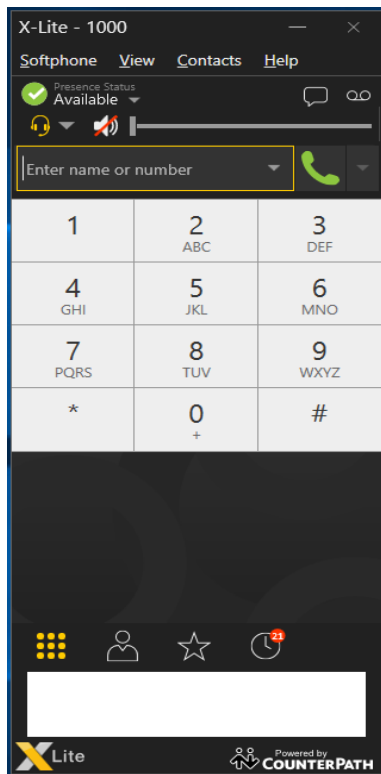 X-Lite - 1000
Softphone View Contacts Help
Presence Status
Available
Enter name or number
1 2 3
ABC DEF
4 5 6
GHI JKL MNO
7 8 9
PQRS TUV WXYZ
* 0 #
+
21
X Lite
Powered by
COUNTERPATH